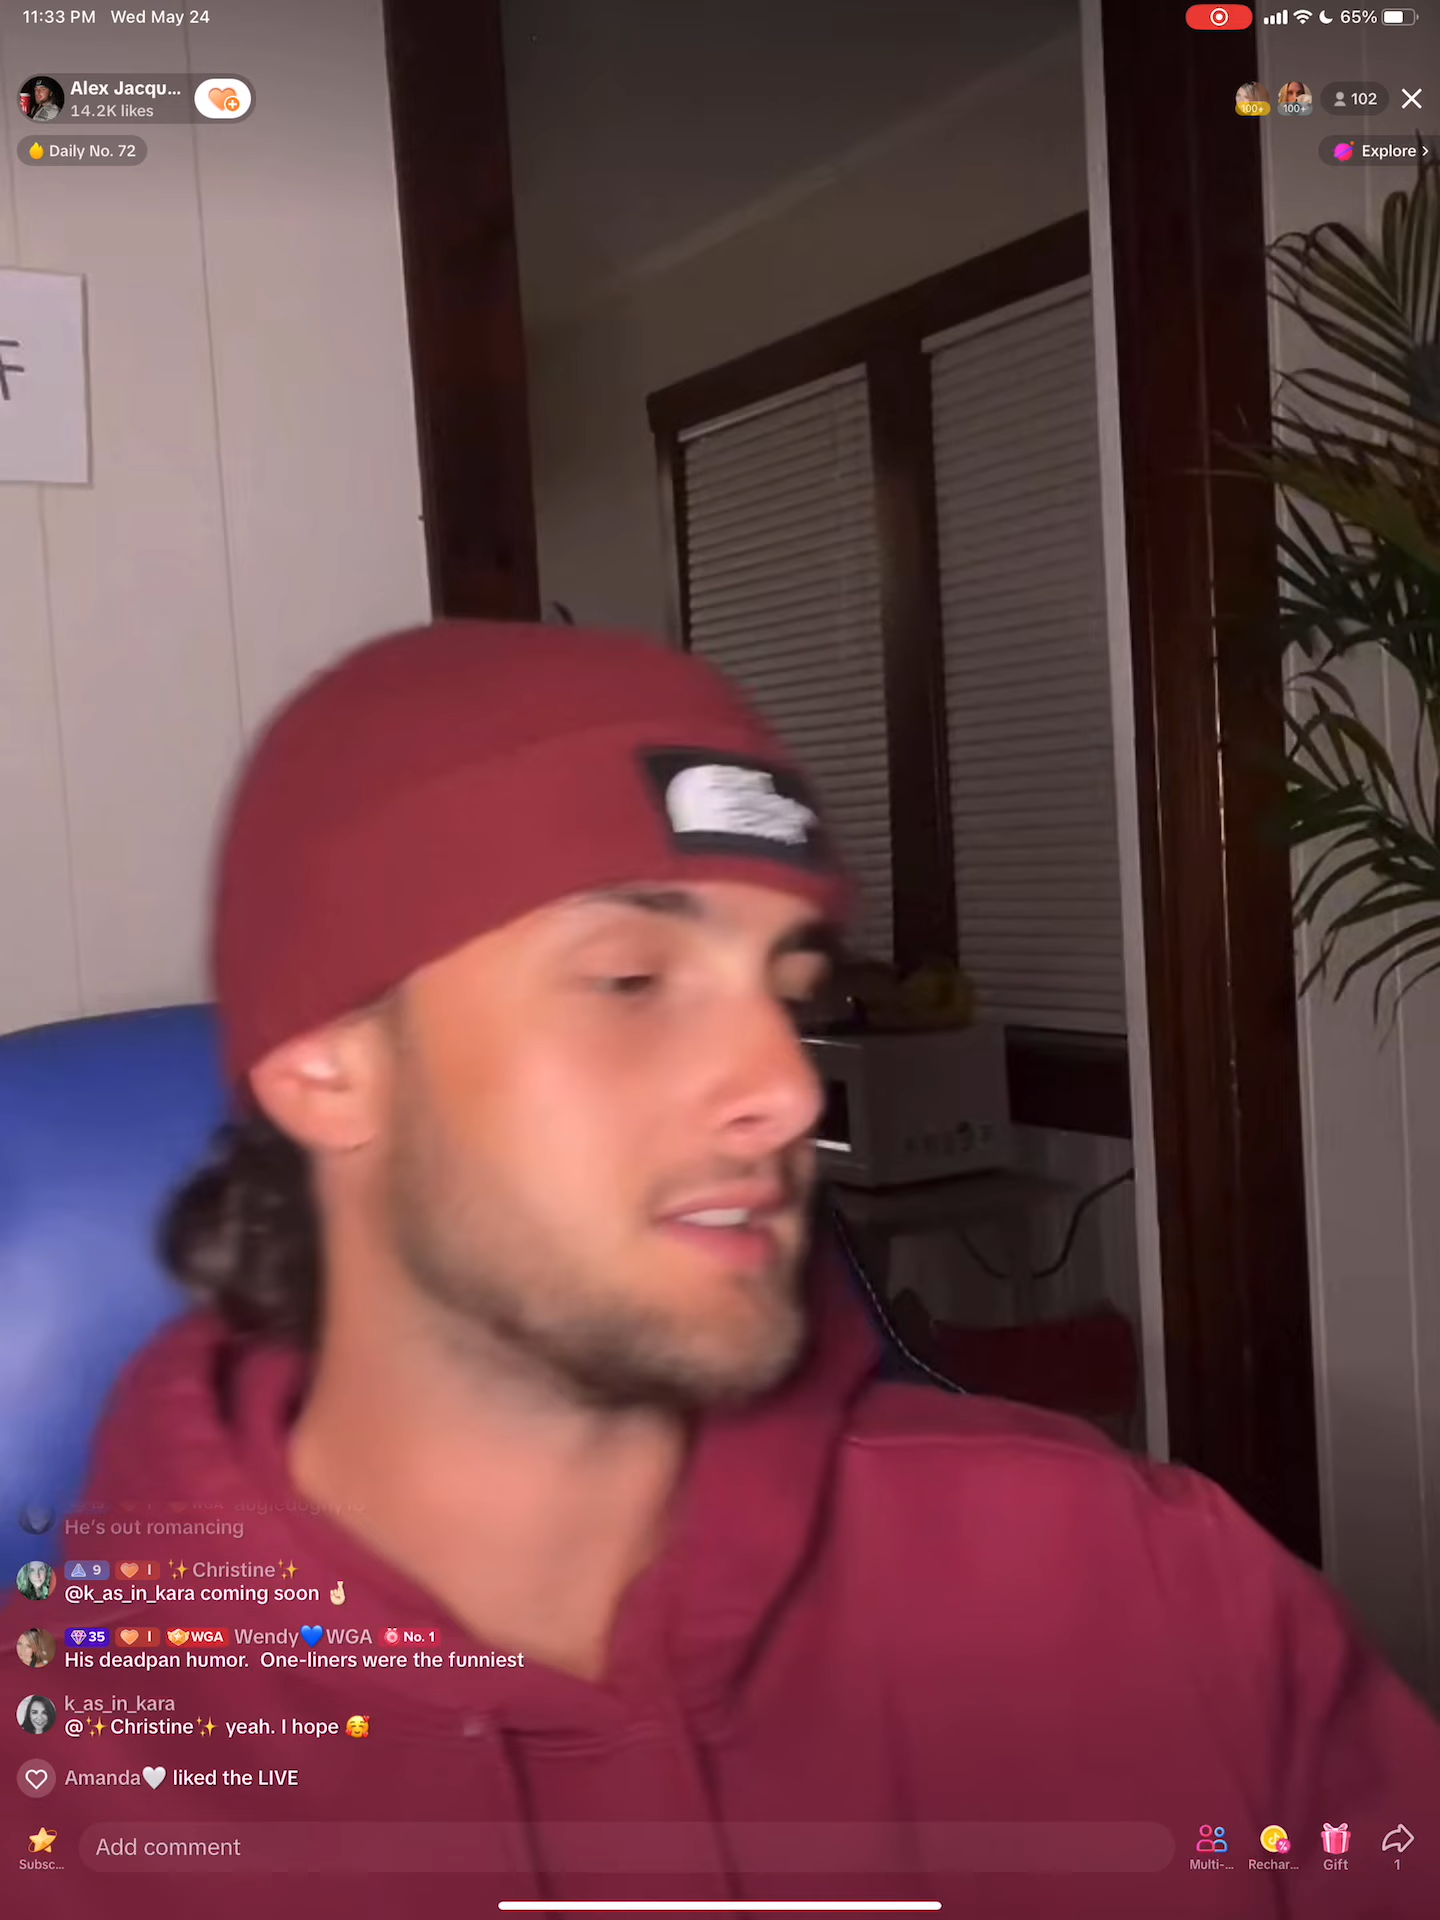 11:33 PM Wed May 24
65%
Alex Jacqu...
14.2K likes
100+
100+
102
Daily No. 72
Explore >
F
He's out romancing
9 I ✨Christine✨
@k_as_in_kara coming soon 🤞🏻
35 I WGA Wendy💙WGA No. 1
His deadpan humor. One-liners were the funniest
k_as_in_kara
@✨Christine✨ yeah. I hope 🥰
Amanda🤍 liked the LIVE
Add comment
Subsc...
Multi-...
Rechar...
Gift
1